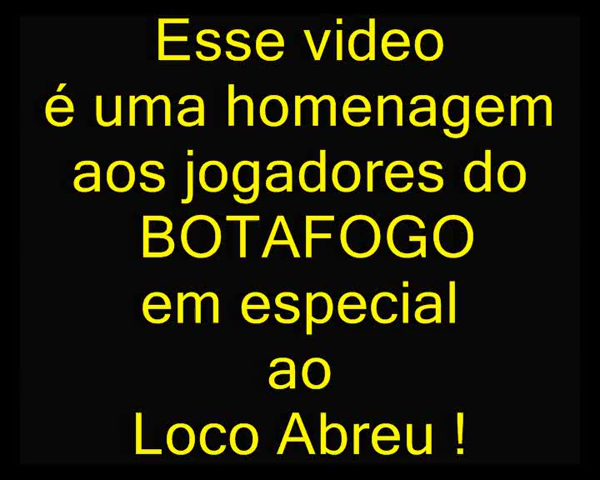 Esse video
é uma homenagem
aos jogadores do
BOTAFOGO
em especial
ao
Loco Abreu !